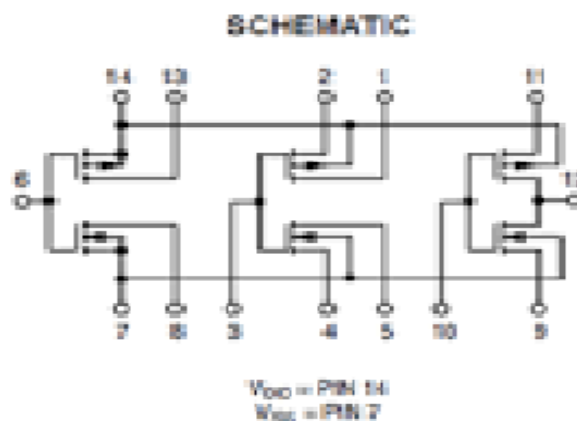 SCHEMATIC
14 13 2 1 11
6 12
7 8 3 4 5 10 9
VDD = PIN 14
VSS = PIN 7